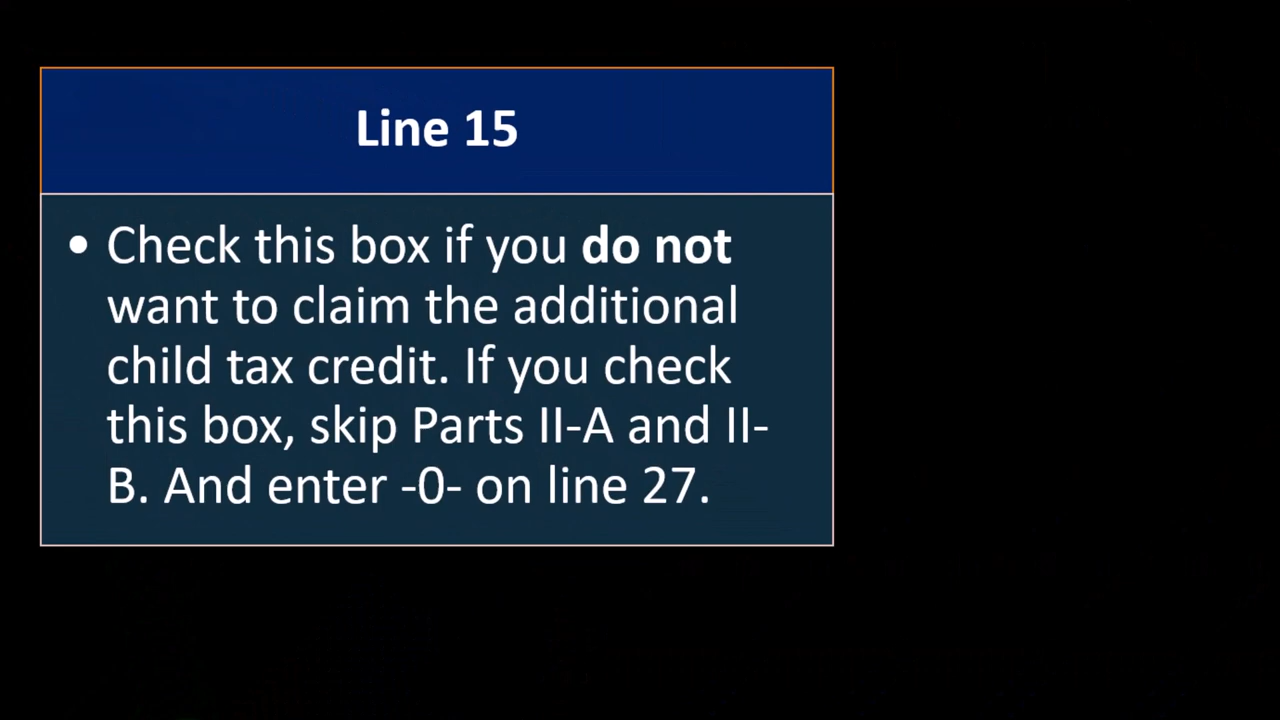 Line 15
• Check this box if you do not
want to claim the additional
child tax credit. If you check
this box, skip Parts II-A and II-
B. And enter -0- on line 27.